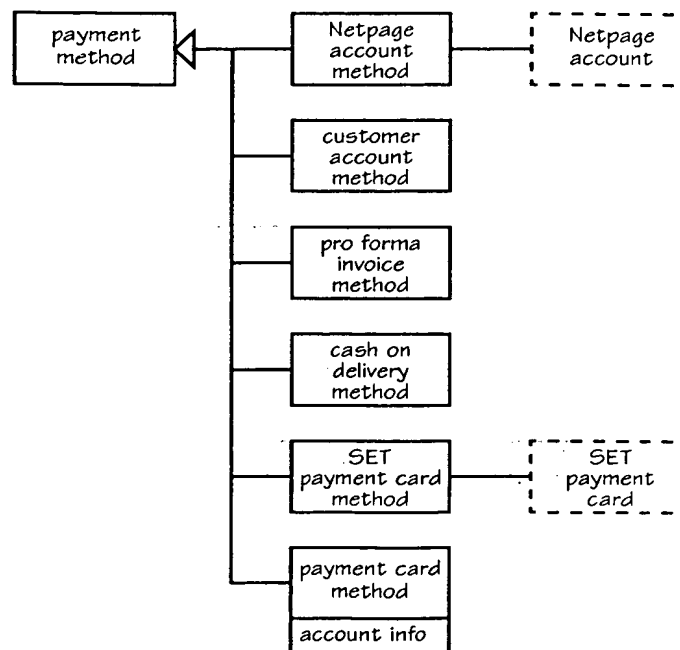 payment
method
Netpage
account
method
Netpage
account
customer
account
method
pro forma
invoice
method
cash on
delivery
method
SET
payment card
method
SET
payment
card
payment card
method
account info